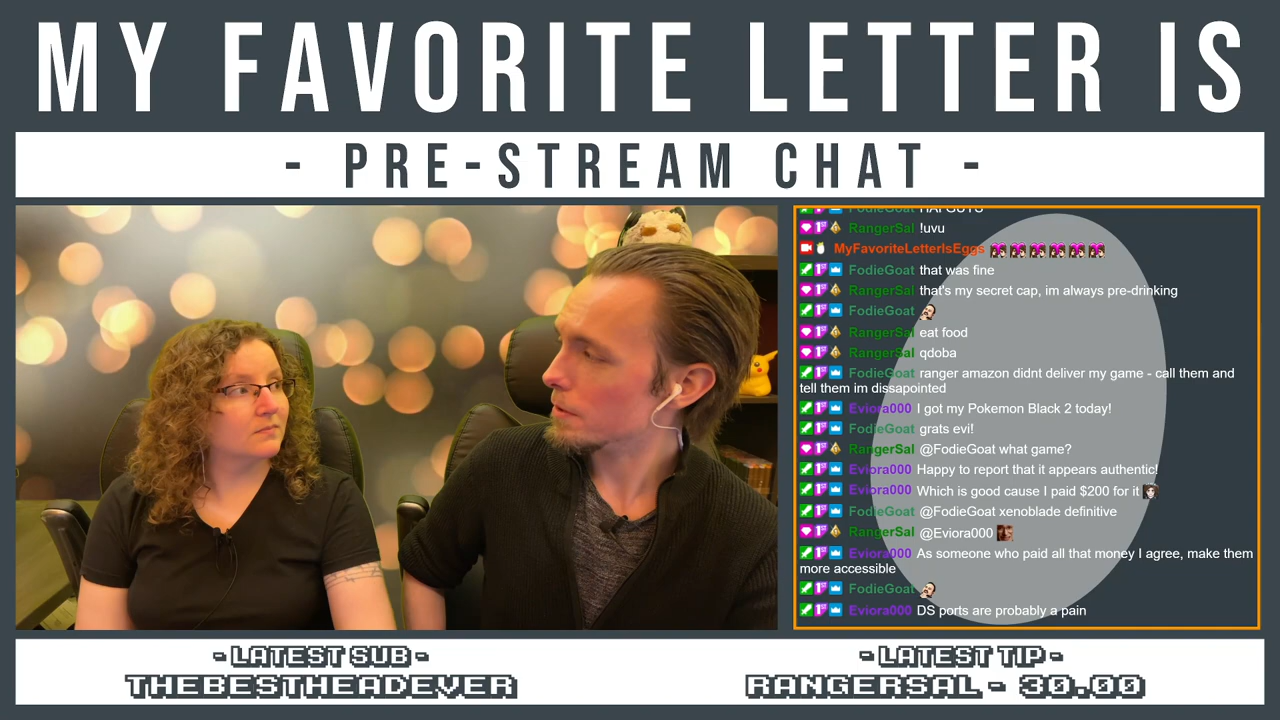 MY FAVORITE LETTER IS
- PRE-STREAM CHAT -
FodieGoat HAI GUYS
RangerSal !uvu
MyFavoriteLetterIsEggs
FodieGoat that was fine
RangerSal that's my secret cap, im always pre-drinking
FodieGoat
RangerSal eat food
RangerSal qdoba
FodieGoat ranger amazon didnt deliver my game - call them and
tell them im dissapointed
Eviora000 I got my Pokemon Black 2 today!
FodieGoat grats evi!
RangerSal @FodieGoat what game?
Eviora000 Happy to report that it appears authentic!
Eviora000 Which is good cause I paid $200 for it
FodieGoat @FodieGoat xenoblade definitive
RangerSal @Eviora000
Eviora000 As someone who paid all that money I agree, make them
more accessible
FodieGoat
Eviora000 DS ports are probably a pain
- LATEST SUB -
THEBESTHEADEVER
- LATEST TIP -
RANGERSAL - 30.00